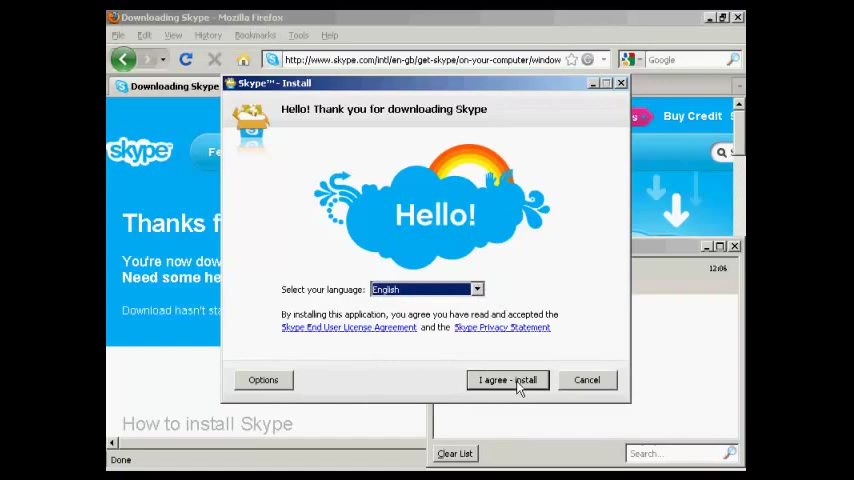 Downloading Skype - Mozilla Firefox
File Edit View History Bookmarks Tools Help
http://www.skype.com/intl/en-gb/get-skype/on-your-computer/window
Google
Downloading Skype
Skype™ - Install
Hello! Thank you for downloading Skype
Buy Credit
skype
Fe
Hello!
Thanks f
You're now dow
Need some he
12:06
Select your language: English
Download hasn't sta
By installing this application, you agree you have read and accepted the
Skype End User License Agreement and the Skype Privacy Statement
Options
I agree - install
Cancel
How to install Skype
Clear List
Search...
Done